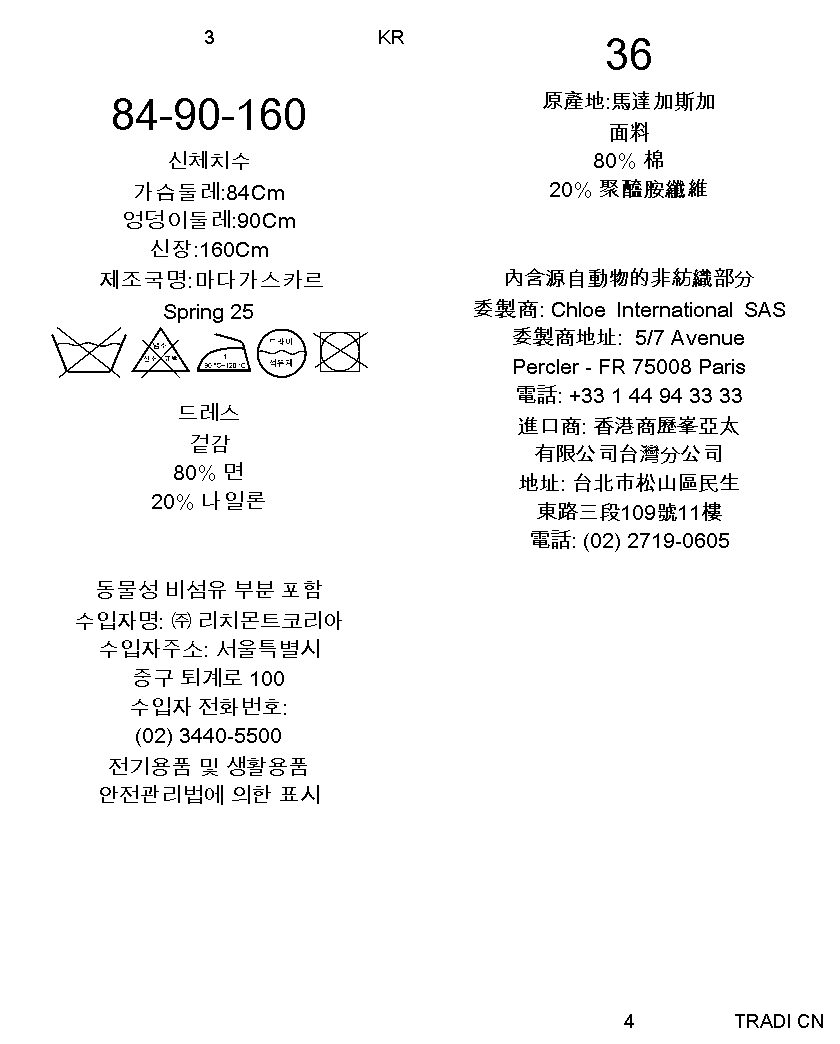 3
KR
84-90-160
신체치수
가슴둘레:84Cm
엉덩이둘레:90Cm
신장:160Cm
제조국명:마다가스카르
Spring 25
염소
산소 표백
1
80 ℃~120 ℃
드라이
석유계
드레스
겉감
80% 면
20% 나일론
동물성 비섬유 부분 포함
수입자명: ㈜ 리치몬트코리아
수입자주소: 서울특별시
중구 퇴계로 100
수입자 전화번호:
(02) 3440-5500
전기용품 및 생활용품
안전관리법에 의한 표시
36
原產地:馬達加斯加
面料
80% 棉
20% 聚醯胺纖維
內含源自動物的非紡織部分
委製商: Chloe International SAS
委製商地址: 5/7 Avenue
Percler - FR 75008 Paris
電話: +33 1 44 94 33 33
進口商: 香港商歷峯亞太
有限公司台灣分公司
地址: 台北市松山區民生
東路三段109號11樓
電話: (02) 2719-0605
4
TRADI CN